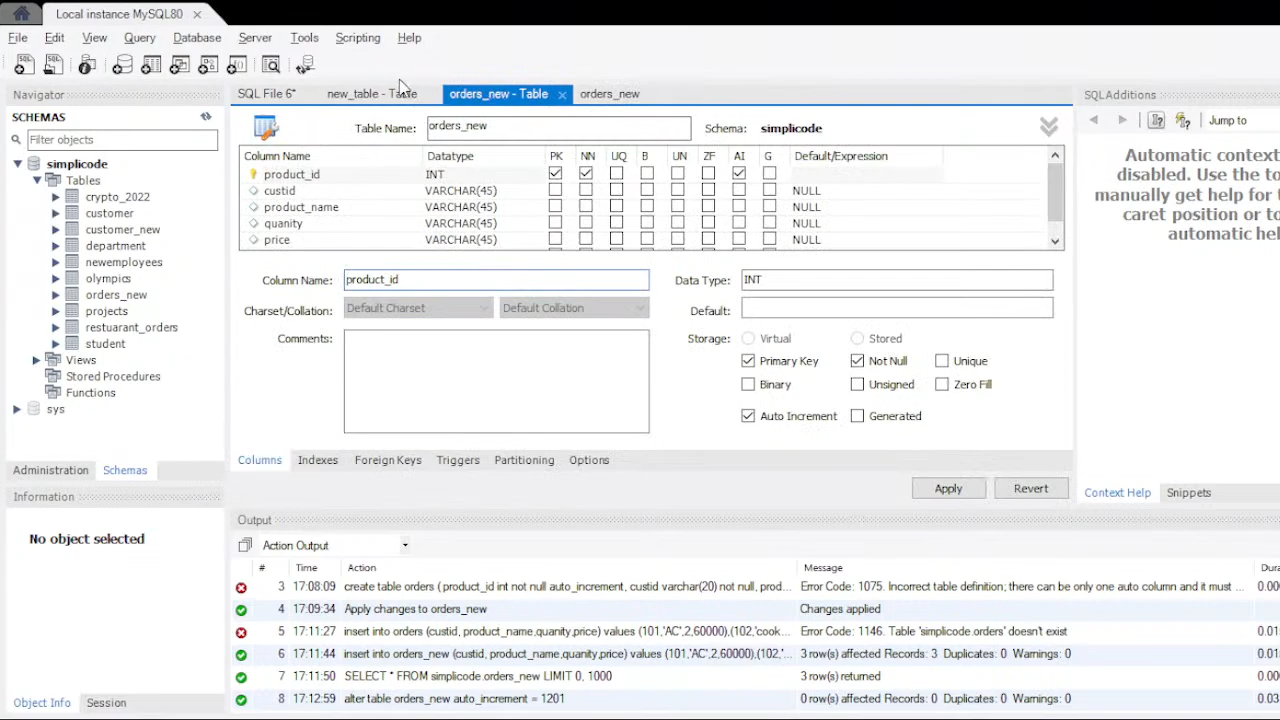 Local instance MySQL80
File Edit View Query Database Server Tools Scripting Help
Navigator
SCHEMAS
Filter objects
simplicode
Tables
crypto_2022
customer
customer_new
department
newemployees
olympics
orders_new
projects
restuarant_orders
student
Views
Stored Procedures
Functions
sys
Administration Schemas
Information
No object selected
Object Info Session
SQL File 6* new_table - Table orders_new - Table orders_new
Table Name: orders_new Schema: simplicode
Column Name Datatype PK NN UQ B UN ZF AI G Default/Expression
product_id INT
custid VARCHAR(45) NULL
product_name VARCHAR(45) NULL
quanity VARCHAR(45) NULL
price VARCHAR(45) NULL
Column Name: product_id Data Type: INT
Charset/Collation: Default Charset Default Collation Default:
Comments: Storage: Virtual Stored
Primary Key Not Null Unique
Binary Unsigned Zero Fill
Auto Increment Generated
Columns Indexes Foreign Keys Triggers Partitioning Options
Apply Revert
Output
Action Output
# Time Action Message Dura
3 17:08:09 create table orders ( product_id int not null auto_increment, custid varchar(20) not null, prod... Error Code: 1075. Incorrect table definition; there can be only one auto column and it must ... 0.00
4 17:09:34 Apply changes to orders_new Changes applied
5 17:11:27 insert into orders (custid, product_name,quanity,price) values (101,'AC',2,60000),(102,'cook... Error Code: 1146. Table 'simplicode.orders' doesn't exist 0.01
6 17:11:44 insert into orders_new (custid, product_name,quanity,price) values (101,'AC',2,60000),(102,'... 3 row(s) affected Records: 3 Duplicates: 0 Warnings: 0 0.01
7 17:11:50 SELECT * FROM simplicode.orders_new LIMIT 0, 1000 3 row(s) returned 0.00
8 17:12:59 alter table orders_new auto_increment = 1201 0 row(s) affected Records: 0 Duplicates: 0 Warnings: 0 0.03
SQLAdditions
Jump to
Automatic context
disabled. Use the to
manually get help for
caret position or to
automatic hel
Context Help Snippets